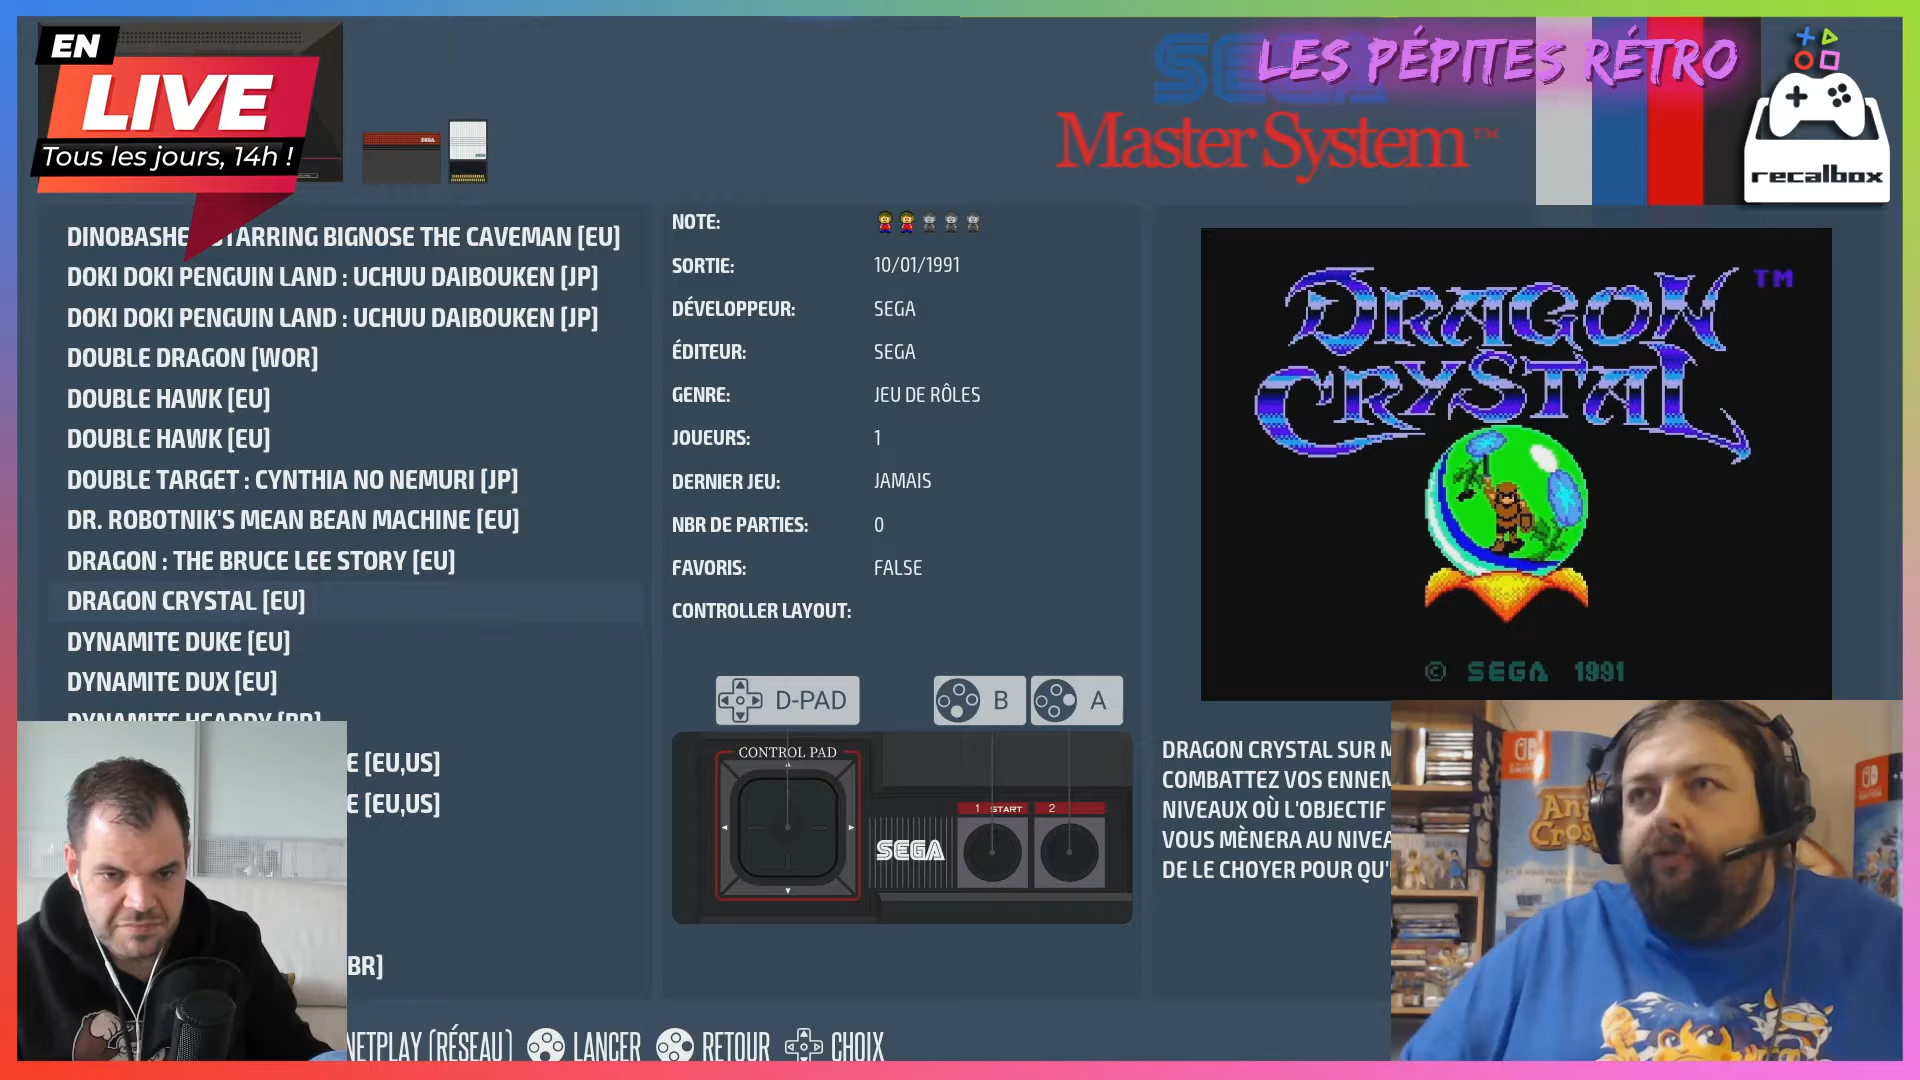 EN
LIVE
Tous les jours, 14h !
SEGA
LES PÉPITES RÉTRO
Master System™
recalbox
STARRING BIGNOSE THE CAVEMAN [EU]
DOKI DOKI PENGUIN LAND : UCHUU DAIBOUKEN [JP]
DOKI DOKI PENGUIN LAND : UCHUU DAIBOUKEN [JP]
DOUBLE DRAGON [WOR]
DOUBLE HAWK [EU]
DOUBLE HAWK [EU]
DOUBLE TARGET : CYNTHIA NO NEMURI [JP]
DR. ROBOTNIK'S MEAN BEAN MACHINE [EU]
DRAGON : THE BRUCE LEE STORY [EU]
DRAGON CRYSTAL [EU]
DYNAMITE DUKE [EU]
DYNAMITE DUX [EU]
DYNAMITE HEADDY [BR]
E [EU,US]
E [EU,US]
BR]
NOTE:
SORTIE: 10/01/1991
DÉVELOPPEUR: SEGA
ÉDITEUR: SEGA
GENRE: JEU DE RÔLES
JOUEURS: 1
DERNIER JEU: JAMAIS
NBR DE PARTIES: 0
FAVORIS: FALSE
CONTROLLER LAYOUT:
D-PAD B A
CONTROL PAD
1 START 2
SEGA
DRAGON CRYSTAL TM
© SEGA 1991
DRAGON CRYSTAL SUR
COMBATTEZ VOS
NIVEAUX OÙ L'OBJECTIF
VOUS MÈNERA AU
DE LE CHOYER POUR
NETPLAY (RÉSEAU) LANCER RETOUR CHOIX